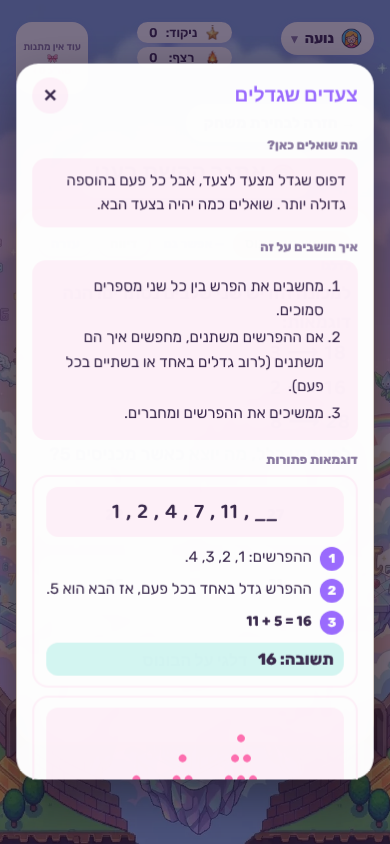 נועה ▼
ניקוד: 0
רצף: 0
עוד אין מתנות
צעדים שגדלים
מה שואלים כאן?
דפוס שגדל מצעד לצעד, אבל כל פעם בהוספה
גדולה יותר. שואלים כמה יהיה בצעד הבא.
איך חושבים על זה
1. מחשבים את הפרש בין כל שני מספרים
סמוכים.
2. אם ההפרשים משתנים, מחפשים איך הם
משתנים (לרוב גדלים באחד או בשתיים בכל
פעם).
3. ממשיכים את ההפרשים ומחברים.
דוגמאות פתורות
1 , 2 , 4 , 7 , 11 , __
1 ההפרשים: 1, 2, 3, 4.
2 ההפרש גדל באחד בכל פעם, אז הבא הוא 5.
3 11 + 5 = 16
תשובה: 16